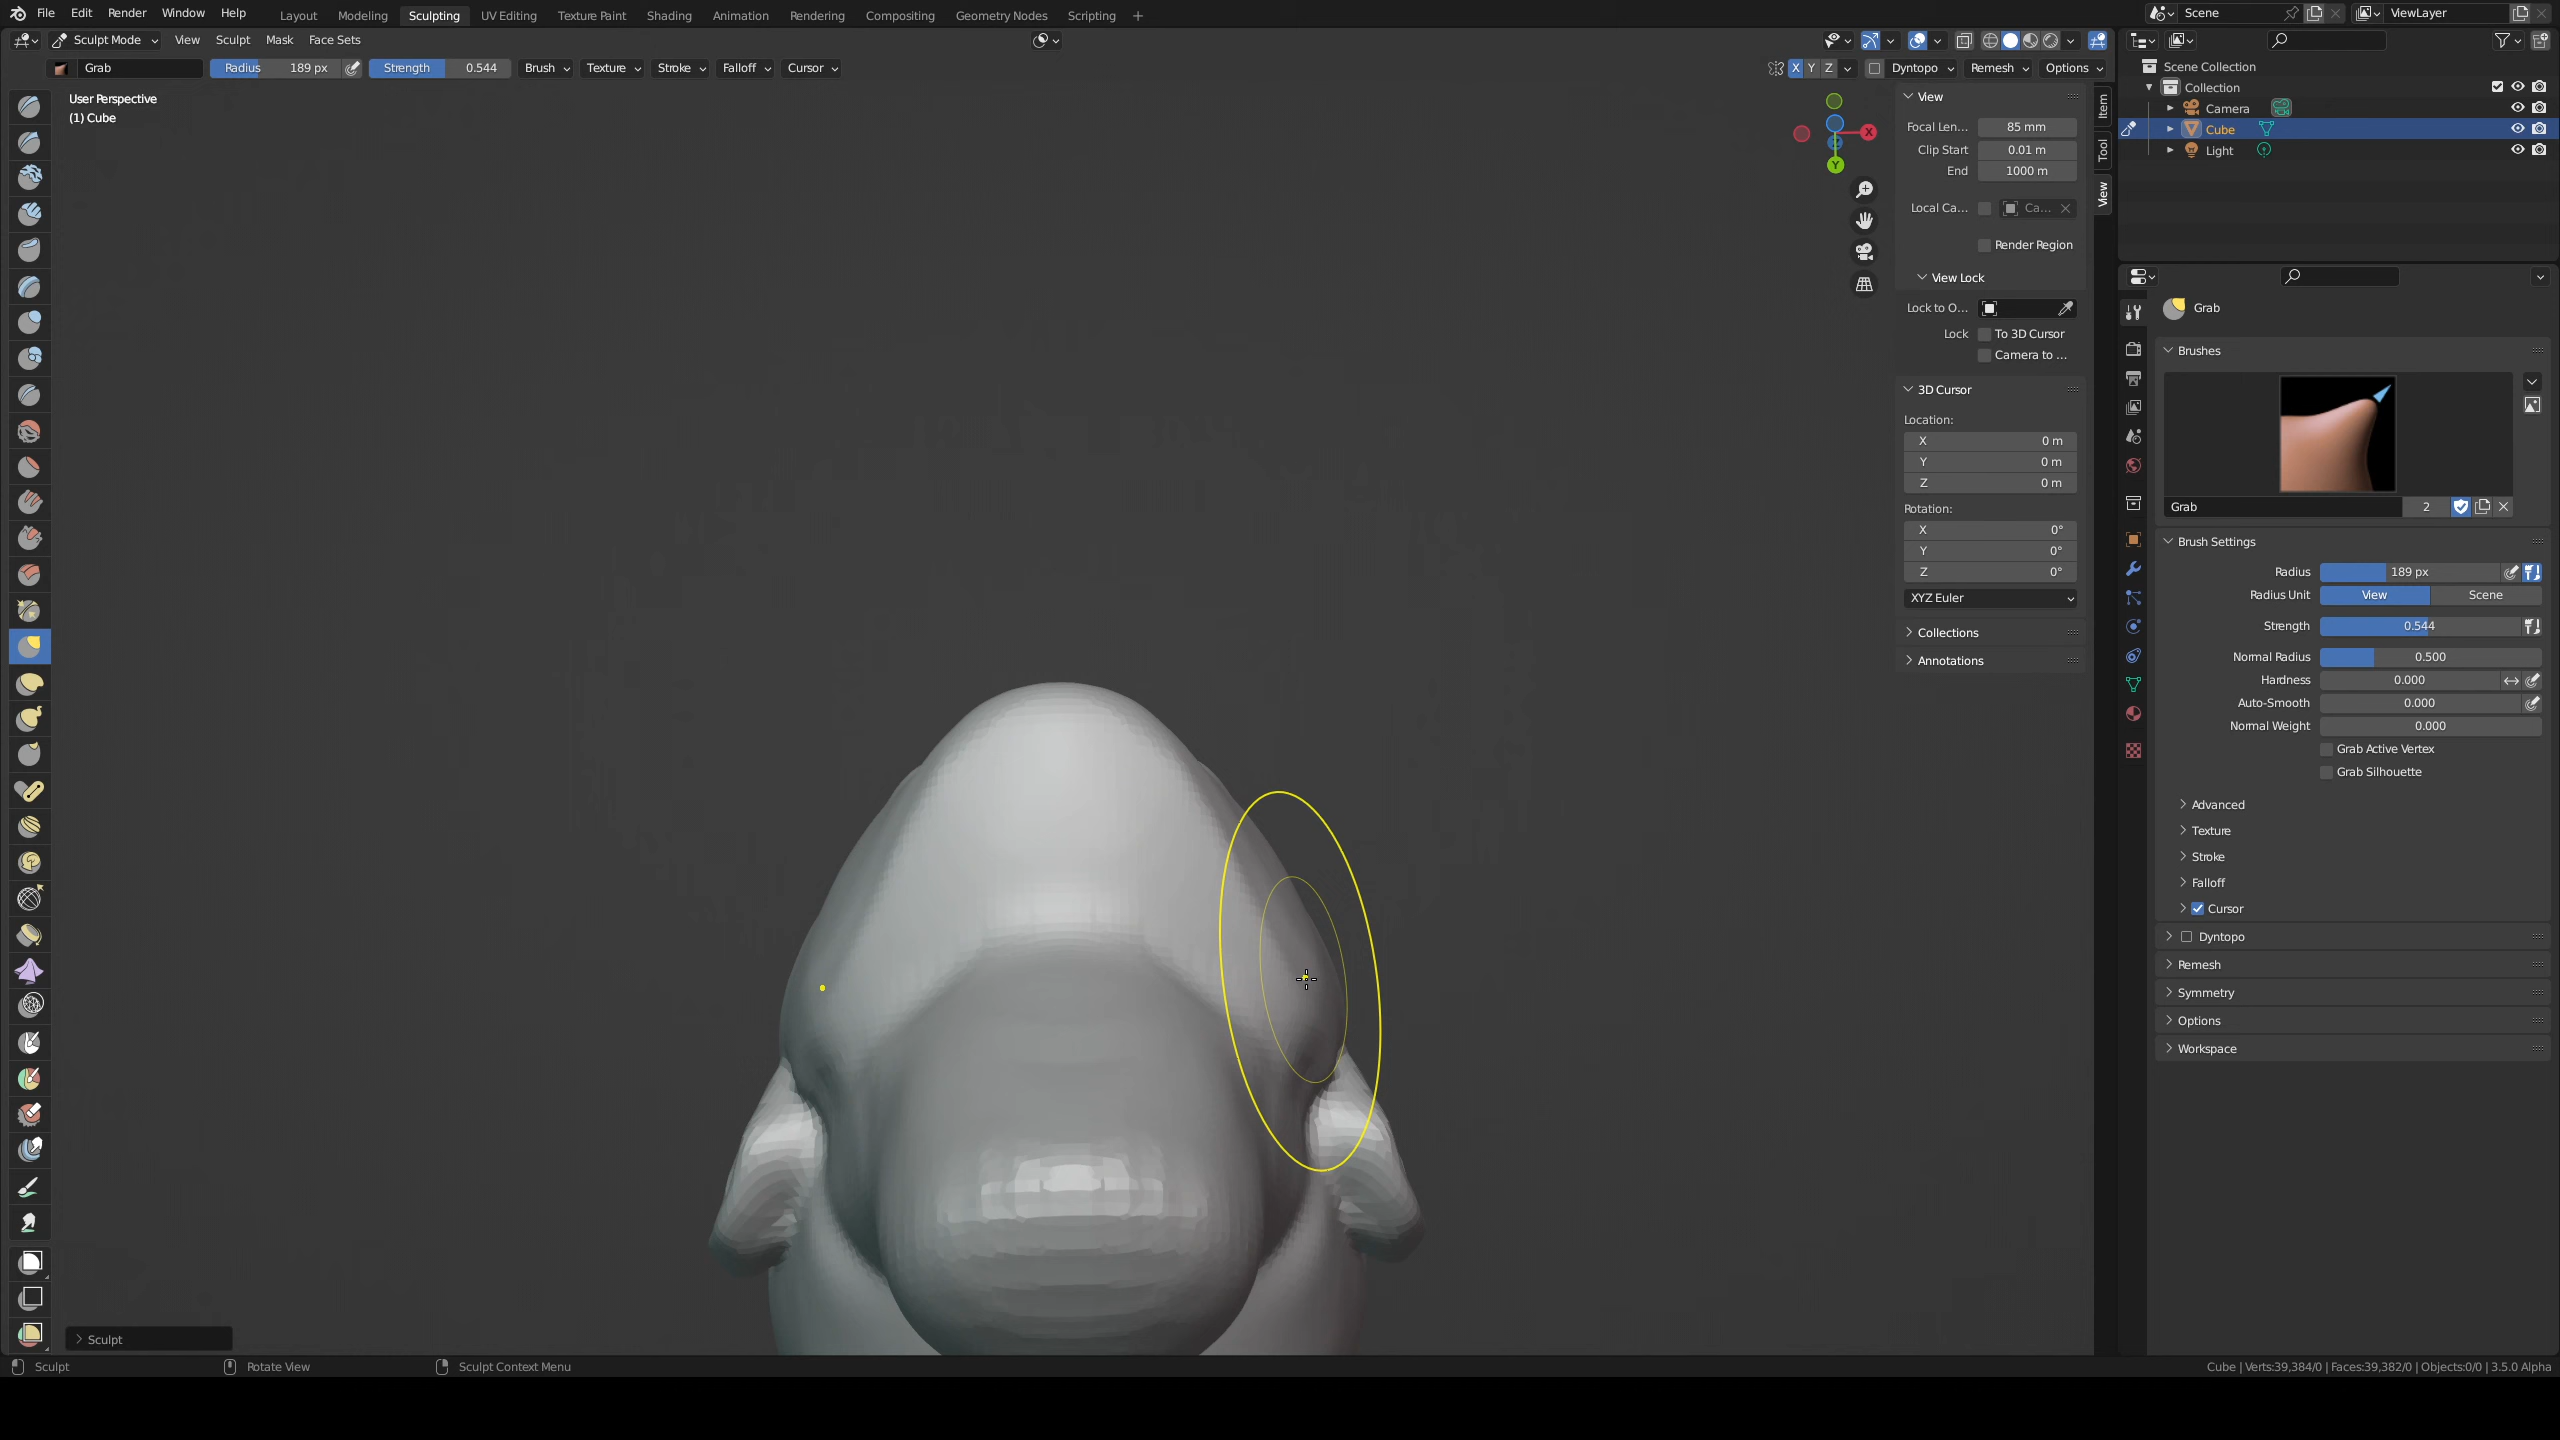 File Edit Render Window Help Layout Modeling Sculpting UV Editing Texture Paint Shading Animation Rendering Compositing Geometry Nodes Scripting + Scene ViewLayer
Sculpt Mode View Sculpt Mask Face Sets
Grab Radius 189 px Strength 0.544 Brush Texture Stroke Falloff Cursor X Y Z Dyntopo Remesh Options
User Perspective
(1) Cube
X
Y
View
Focal Len... 85 mm
Clip Start 0.01 m
End 1000 m
Local Ca... Ca...
Render Region
View Lock
Lock to O...
Lock To 3D Cursor
Camera to ...
3D Cursor
Location:
X 0 m
Y 0 m
Z 0 m
Rotation:
X 0°
Y 0°
Z 0°
XYZ Euler
Collections
Annotations
Item
Tool
View
Scene Collection
Collection
Camera
Cube
Light
Grab
Brushes
Grab 2
Brush Settings
Radius 189 px
Radius Unit View Scene
Strength 0.544
Normal Radius 0.500
Hardness 0.000
Auto-Smooth 0.000
Normal Weight 0.000
Grab Active Vertex
Grab Silhouette
Advanced
Texture
Stroke
Falloff
Cursor
Dyntopo
Remesh
Symmetry
Options
Workspace
Sculpt
Sculpt Rotate View Sculpt Context Menu Cube | Verts:39,384/0 | Faces:39,382/0 | Objects:0/0 | 3.5.0 Alpha